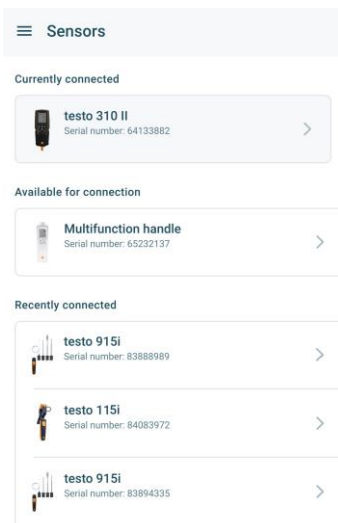 Sensors
Currently connected
testo 310 II
Serial number: 64133882
Available for connection
Multifunction handle
Serial number: 65232137
Recently connected
testo 915i
Serial number: 83888989
testo 115i
Serial number: 84083972
testo 915i
Serial number: 83894335